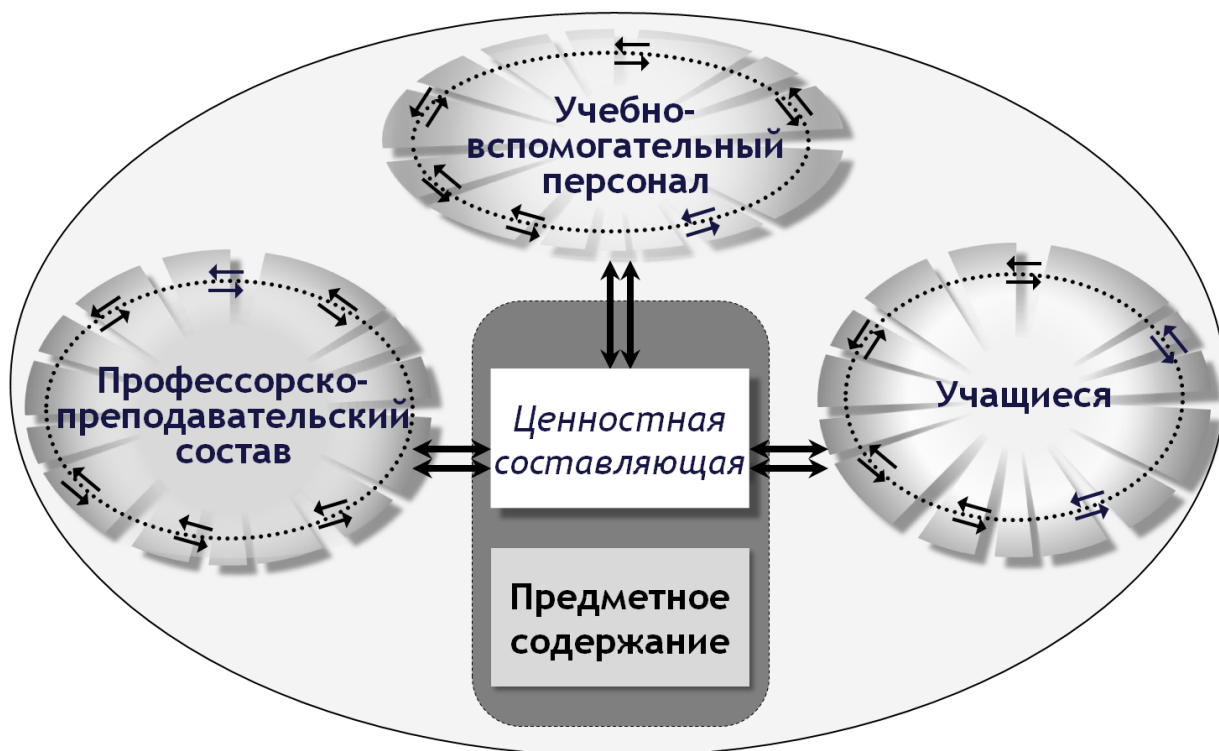 Учебно-
вспомогательный
персонал
Профессорско-
преподавательский
состав
Ценностная
составляющая
Учащиеся
Предметное
содержание